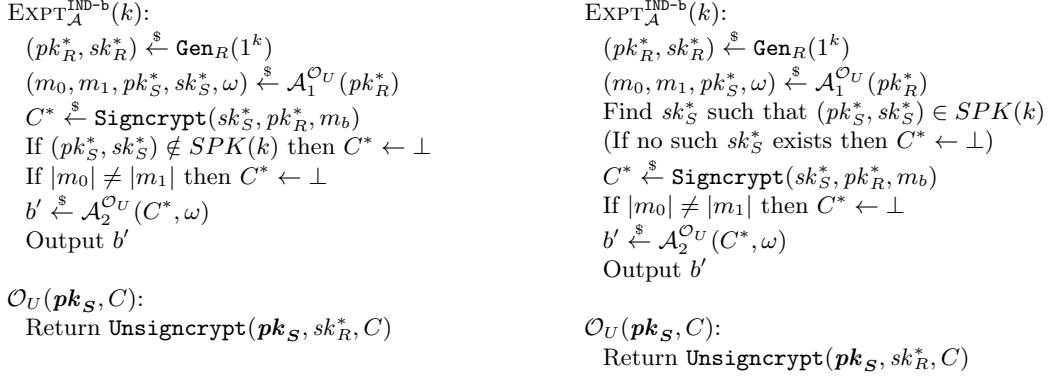 EXPT_𝒜^{IND-b}(k):
(pk*_R, sk*_R) ←$ Gen_R(1^k)
(m_0, m_1, pk*_S, sk*_S, ω) ←$ 𝒜_1^{𝒪_U}(pk*_R)
C* ←$ Signcrypt(sk*_S, pk*_R, m_b)
If (pk*_S, sk*_S) ∉ SPK(k) then C* ← ⊥
If |m_0| ≠ |m_1| then C* ← ⊥
b′ ←$ 𝒜_2^{𝒪_U}(C*, ω)
Output b′
𝒪_U(pk_S, C):
Return Unsigncrypt(pk_S, sk*_R, C)
EXPT_𝒜^{IND-b}(k):
(pk*_R, sk*_R) ←$ Gen_R(1^k)
(m_0, m_1, pk*_S, ω) ←$ 𝒜_1^{𝒪_U}(pk*_R)
Find sk*_S such that (pk*_S, sk*_S) ∈ SPK(k)
(If no such sk*_S exists then C* ← ⊥)
C* ←$ Signcrypt(sk*_S, pk*_R, m_b)
If |m_0| ≠ |m_1| then C* ← ⊥
b′ ←$ 𝒜_2^{𝒪_U}(C*, ω)
Output b′
𝒪_U(pk_S, C):
Return Unsigncrypt(pk_S, sk*_R, C)